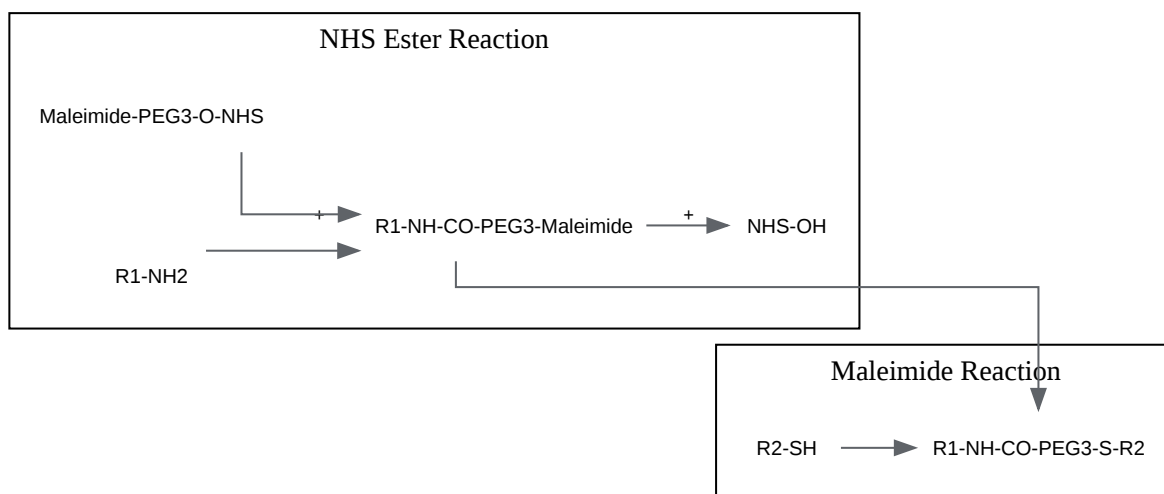 NHS Ester Reaction
Maleimide-PEG3-O-NHS
+
R1-NH-CO-PEG3-Maleimide
+
NHS-OH
R1-NH2
Maleimide Reaction
R2-SH
R1-NH-CO-PEG3-S-R2